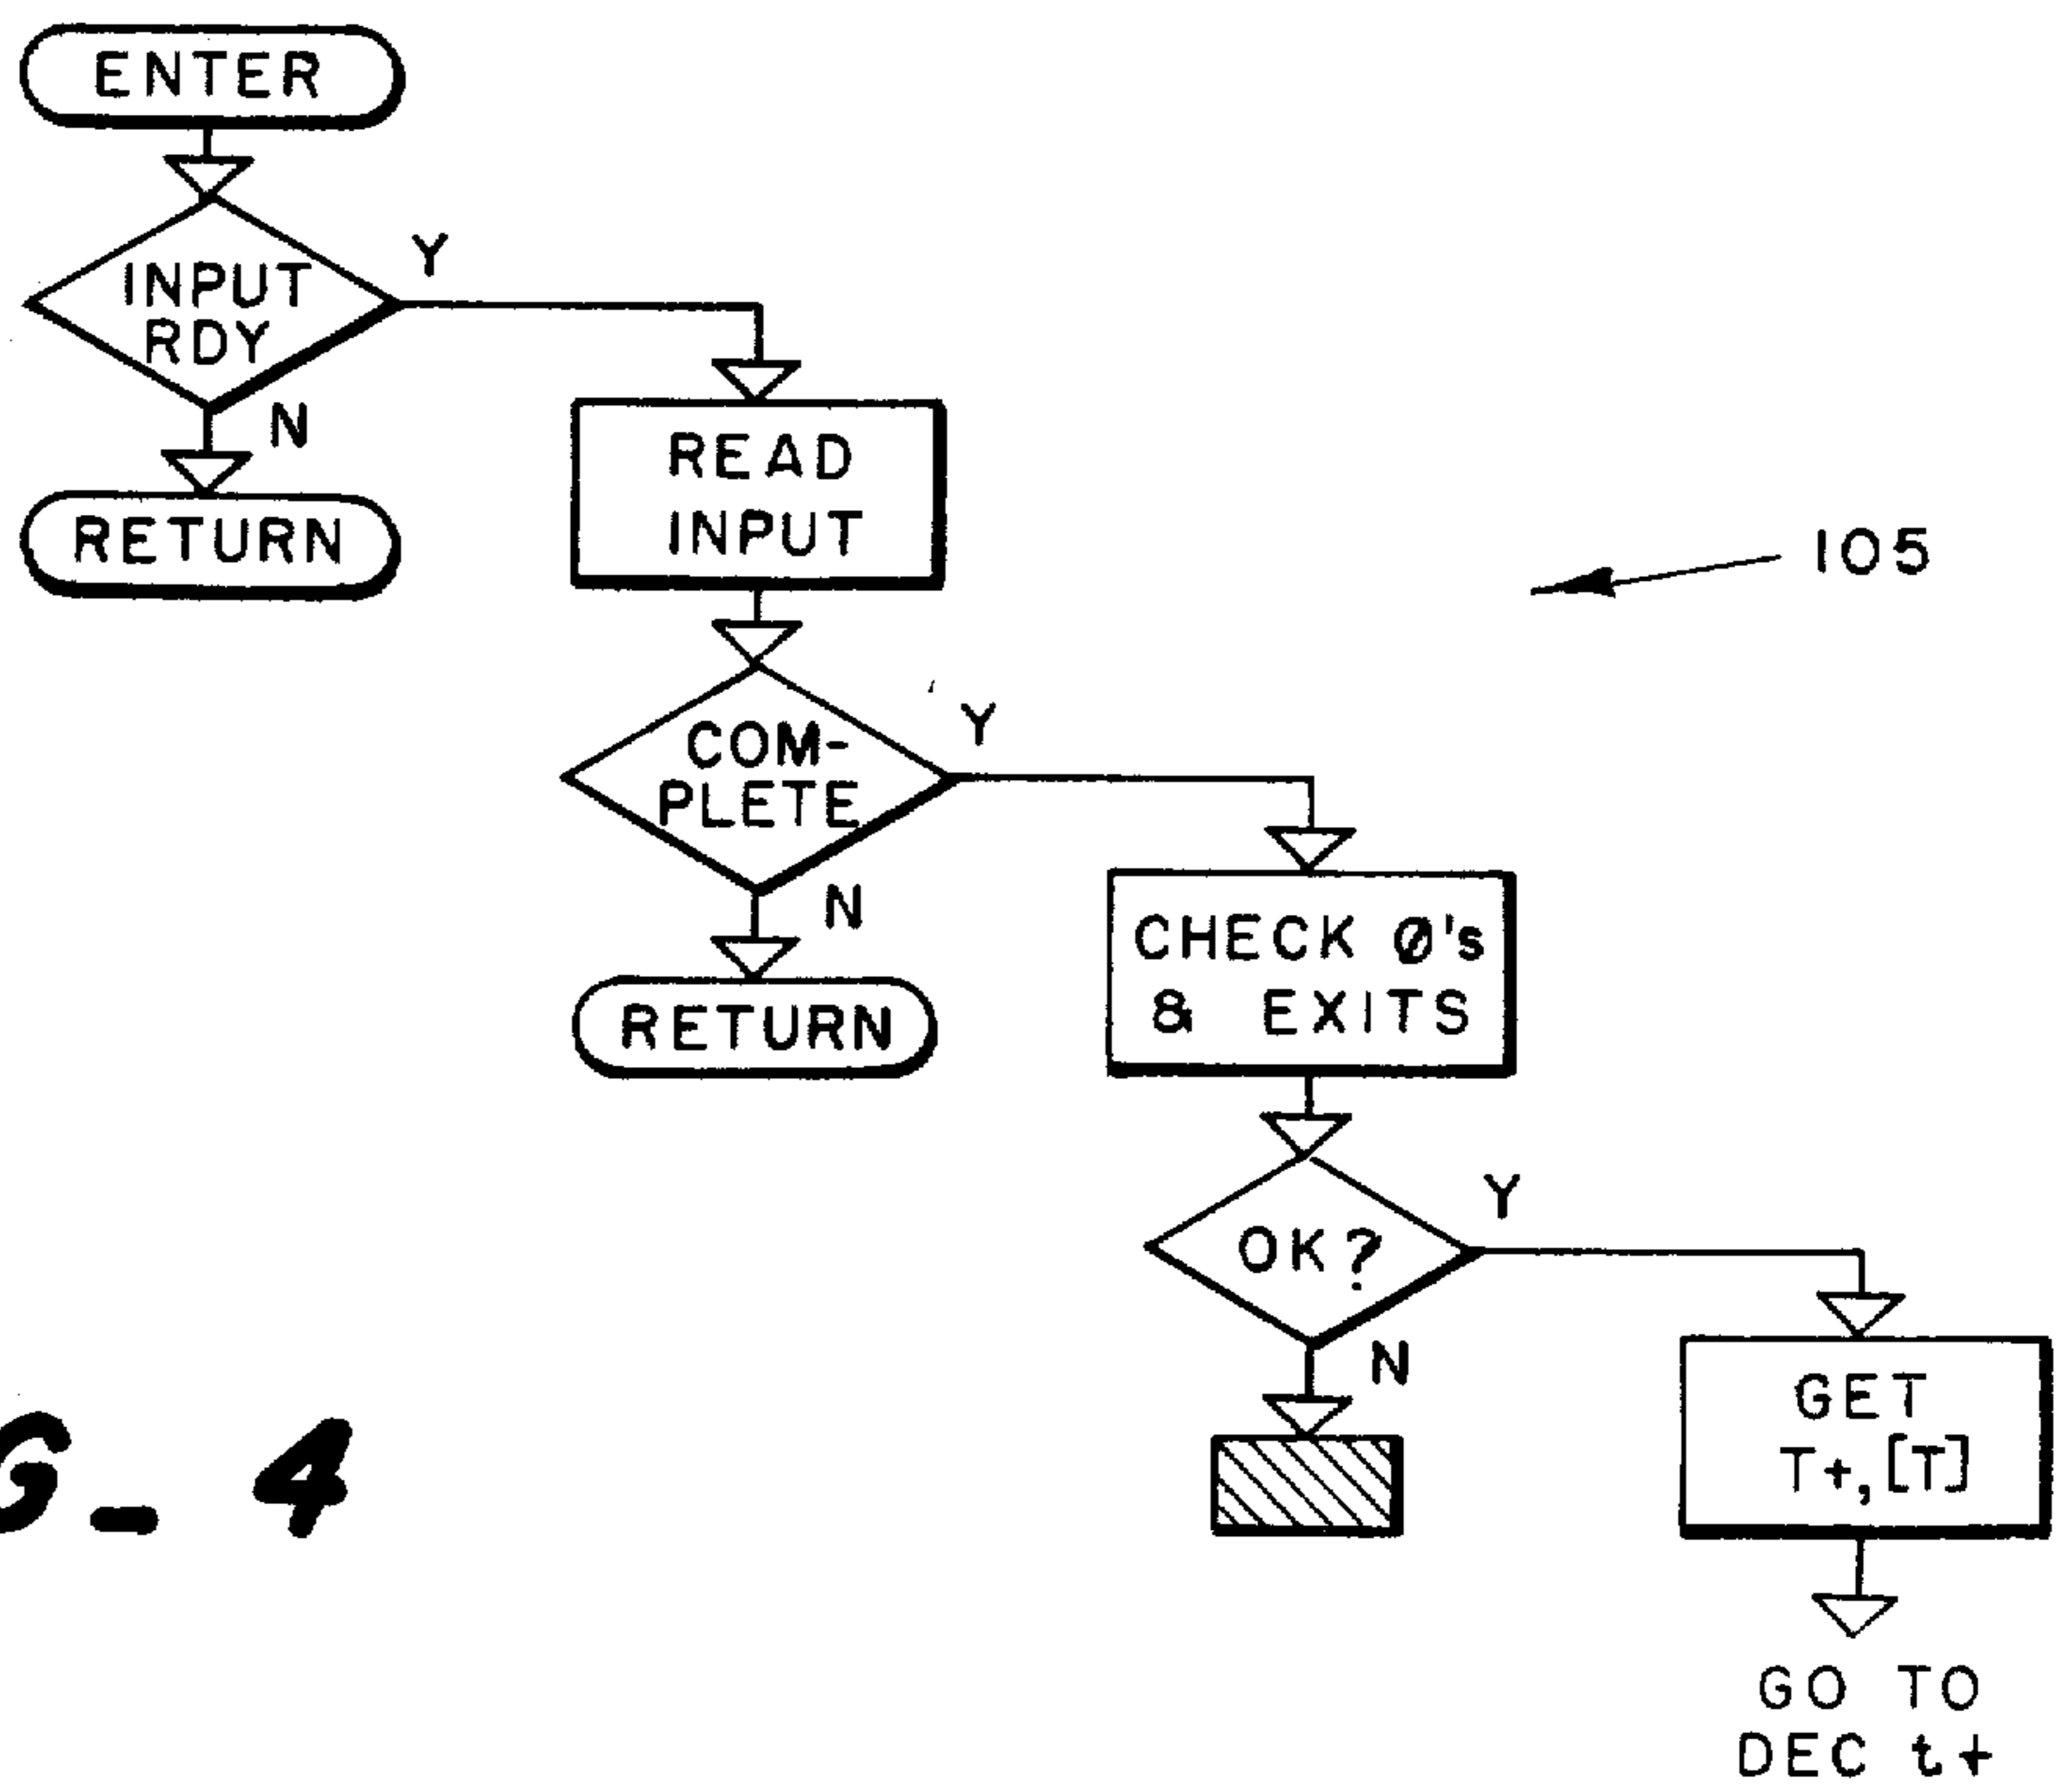 ENTER
INPUT
RDY
Y
N
RETURN
READ
INPUT
105
COM-
PLETE
Y
N
RETURN
CHECK Ø's
& EXITS
OK?
Y
N
GET
T+,[T]
GO TO
DEC t+
G_ 4